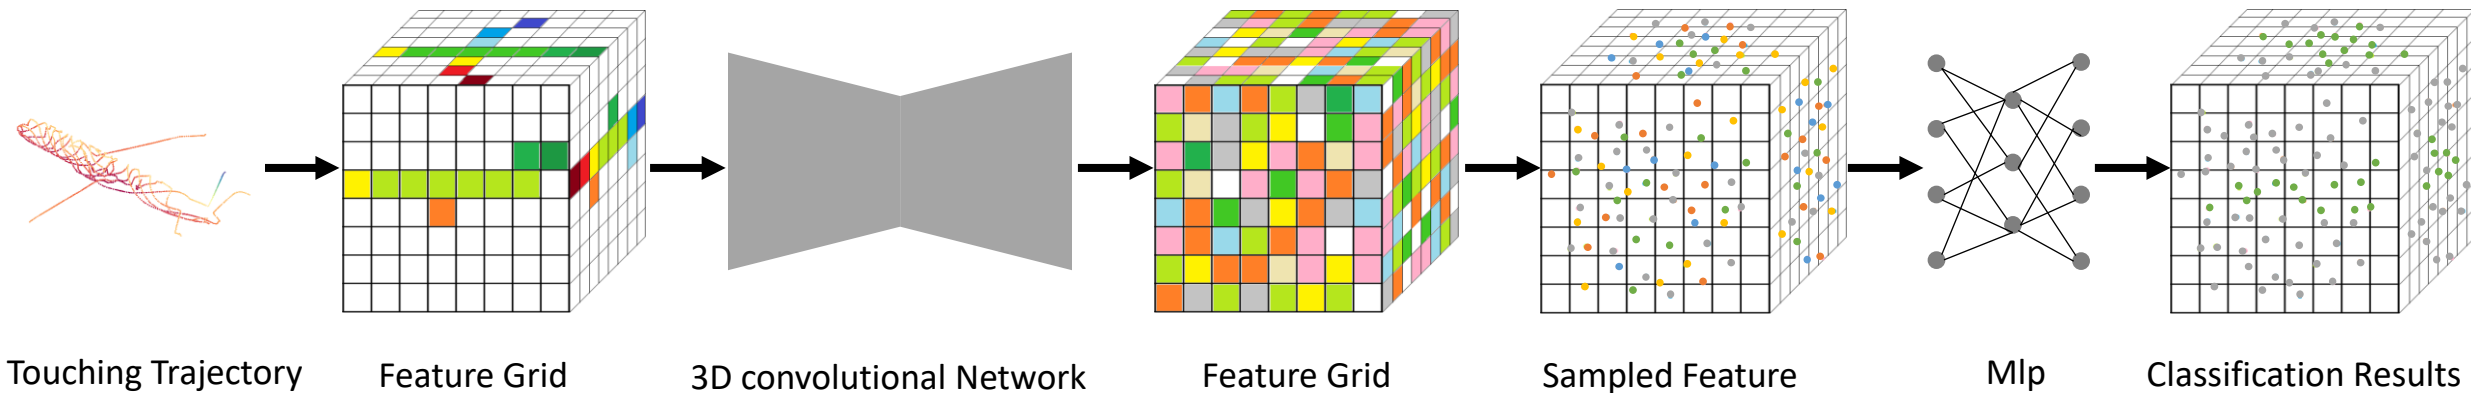 Touching Trajectory
Feature Grid
3D convolutional Network
Feature Grid
Sampled Feature
Mlp
Classification Results